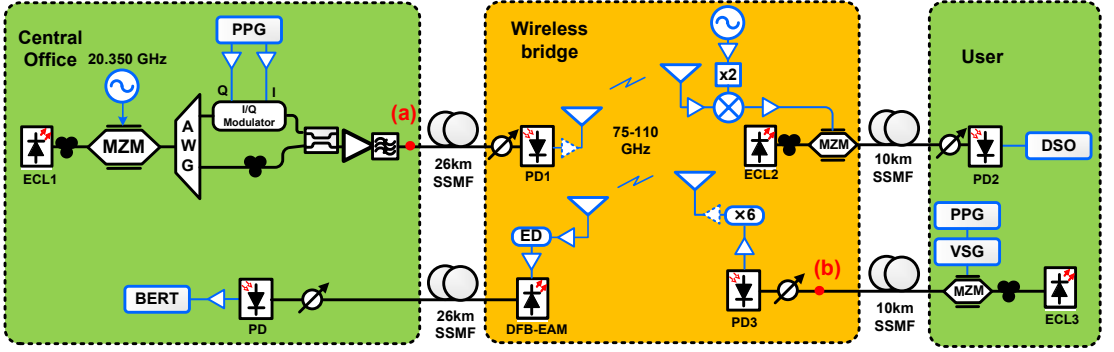 Central
Office
20.350 GHz
PPG
Q
I
I/Q
Modulator
A
W
G
MZM
ECL1
(a)
26km
SSMF
BERT
PD
26km
SSMF
Wireless
bridge
PD1
75-110
GHz
x2
ECL2
MZM
ED
DFB-EAM
×6
PD3
(b)
10km
SSMF
10km
SSMF
User
PD2
DSO
PPG
VSG
MZM
ECL3